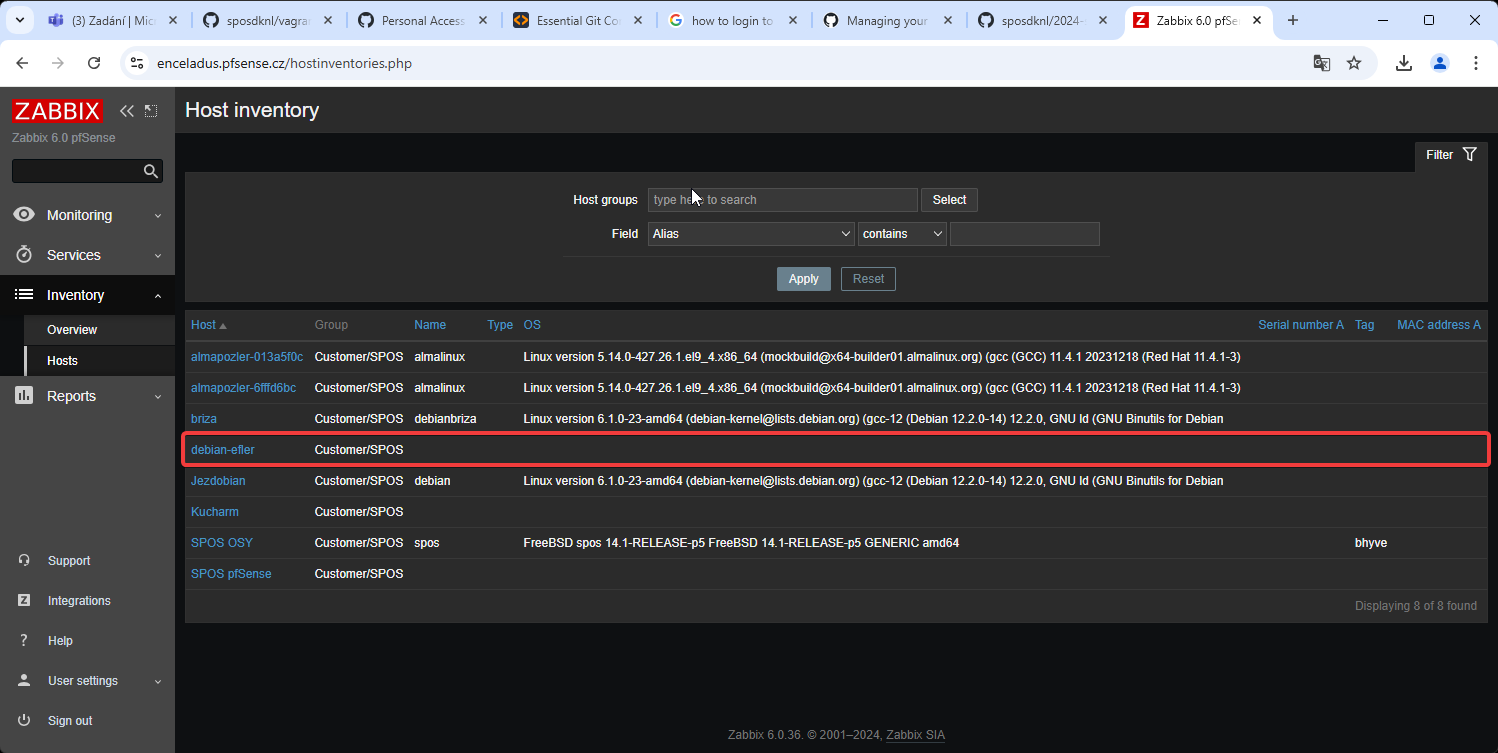 (3) Zadání | Mic
sposdknl/vagra
Personal Access
Essential Git Co
how to login to
Managing your
sposdknl/2024-
Zabbix 6.0 pfSe
enceladus.pfsense.cz/hostinventories.php
ZABBIX
Zabbix 6.0 pfSense
Monitoring
Services
Inventory
Overview
Hosts
Reports
Support
Integrations
Help
User settings
Sign out
Host inventory
Filter
Host groups type here to search Select
Field Alias contains
Apply Reset
Host Group Name Type OS Serial number A Tag MAC address A
almapozler-013a5f0c Customer/SPOS almalinux Linux version 5.14.0-427.26.1.el9_4.x86_64 (mockbuild@x64-builder01.almalinux.org) (gcc (GCC) 11.4.1 20231218 (Red Hat 11.4.1-3)
almapozler-6fffd6bc Customer/SPOS almalinux Linux version 5.14.0-427.26.1.el9_4.x86_64 (mockbuild@x64-builder01.almalinux.org) (gcc (GCC) 11.4.1 20231218 (Red Hat 11.4.1-3)
briza Customer/SPOS debianbriza Linux version 6.1.0-23-amd64 (debian-kernel@lists.debian.org) (gcc-12 (Debian 12.2.0-14) 12.2.0, GNU ld (GNU Binutils for Debian
debian-efler Customer/SPOS
Jezdobian Customer/SPOS debian Linux version 6.1.0-23-amd64 (debian-kernel@lists.debian.org) (gcc-12 (Debian 12.2.0-14) 12.2.0, GNU ld (GNU Binutils for Debian
Kucharm Customer/SPOS
SPOS OSY Customer/SPOS spos FreeBSD spos 14.1-RELEASE-p5 FreeBSD 14.1-RELEASE-p5 GENERIC amd64 bhyve
SPOS pfSense Customer/SPOS
Displaying 8 of 8 found
Zabbix 6.0.36. © 2001–2024, Zabbix SIA